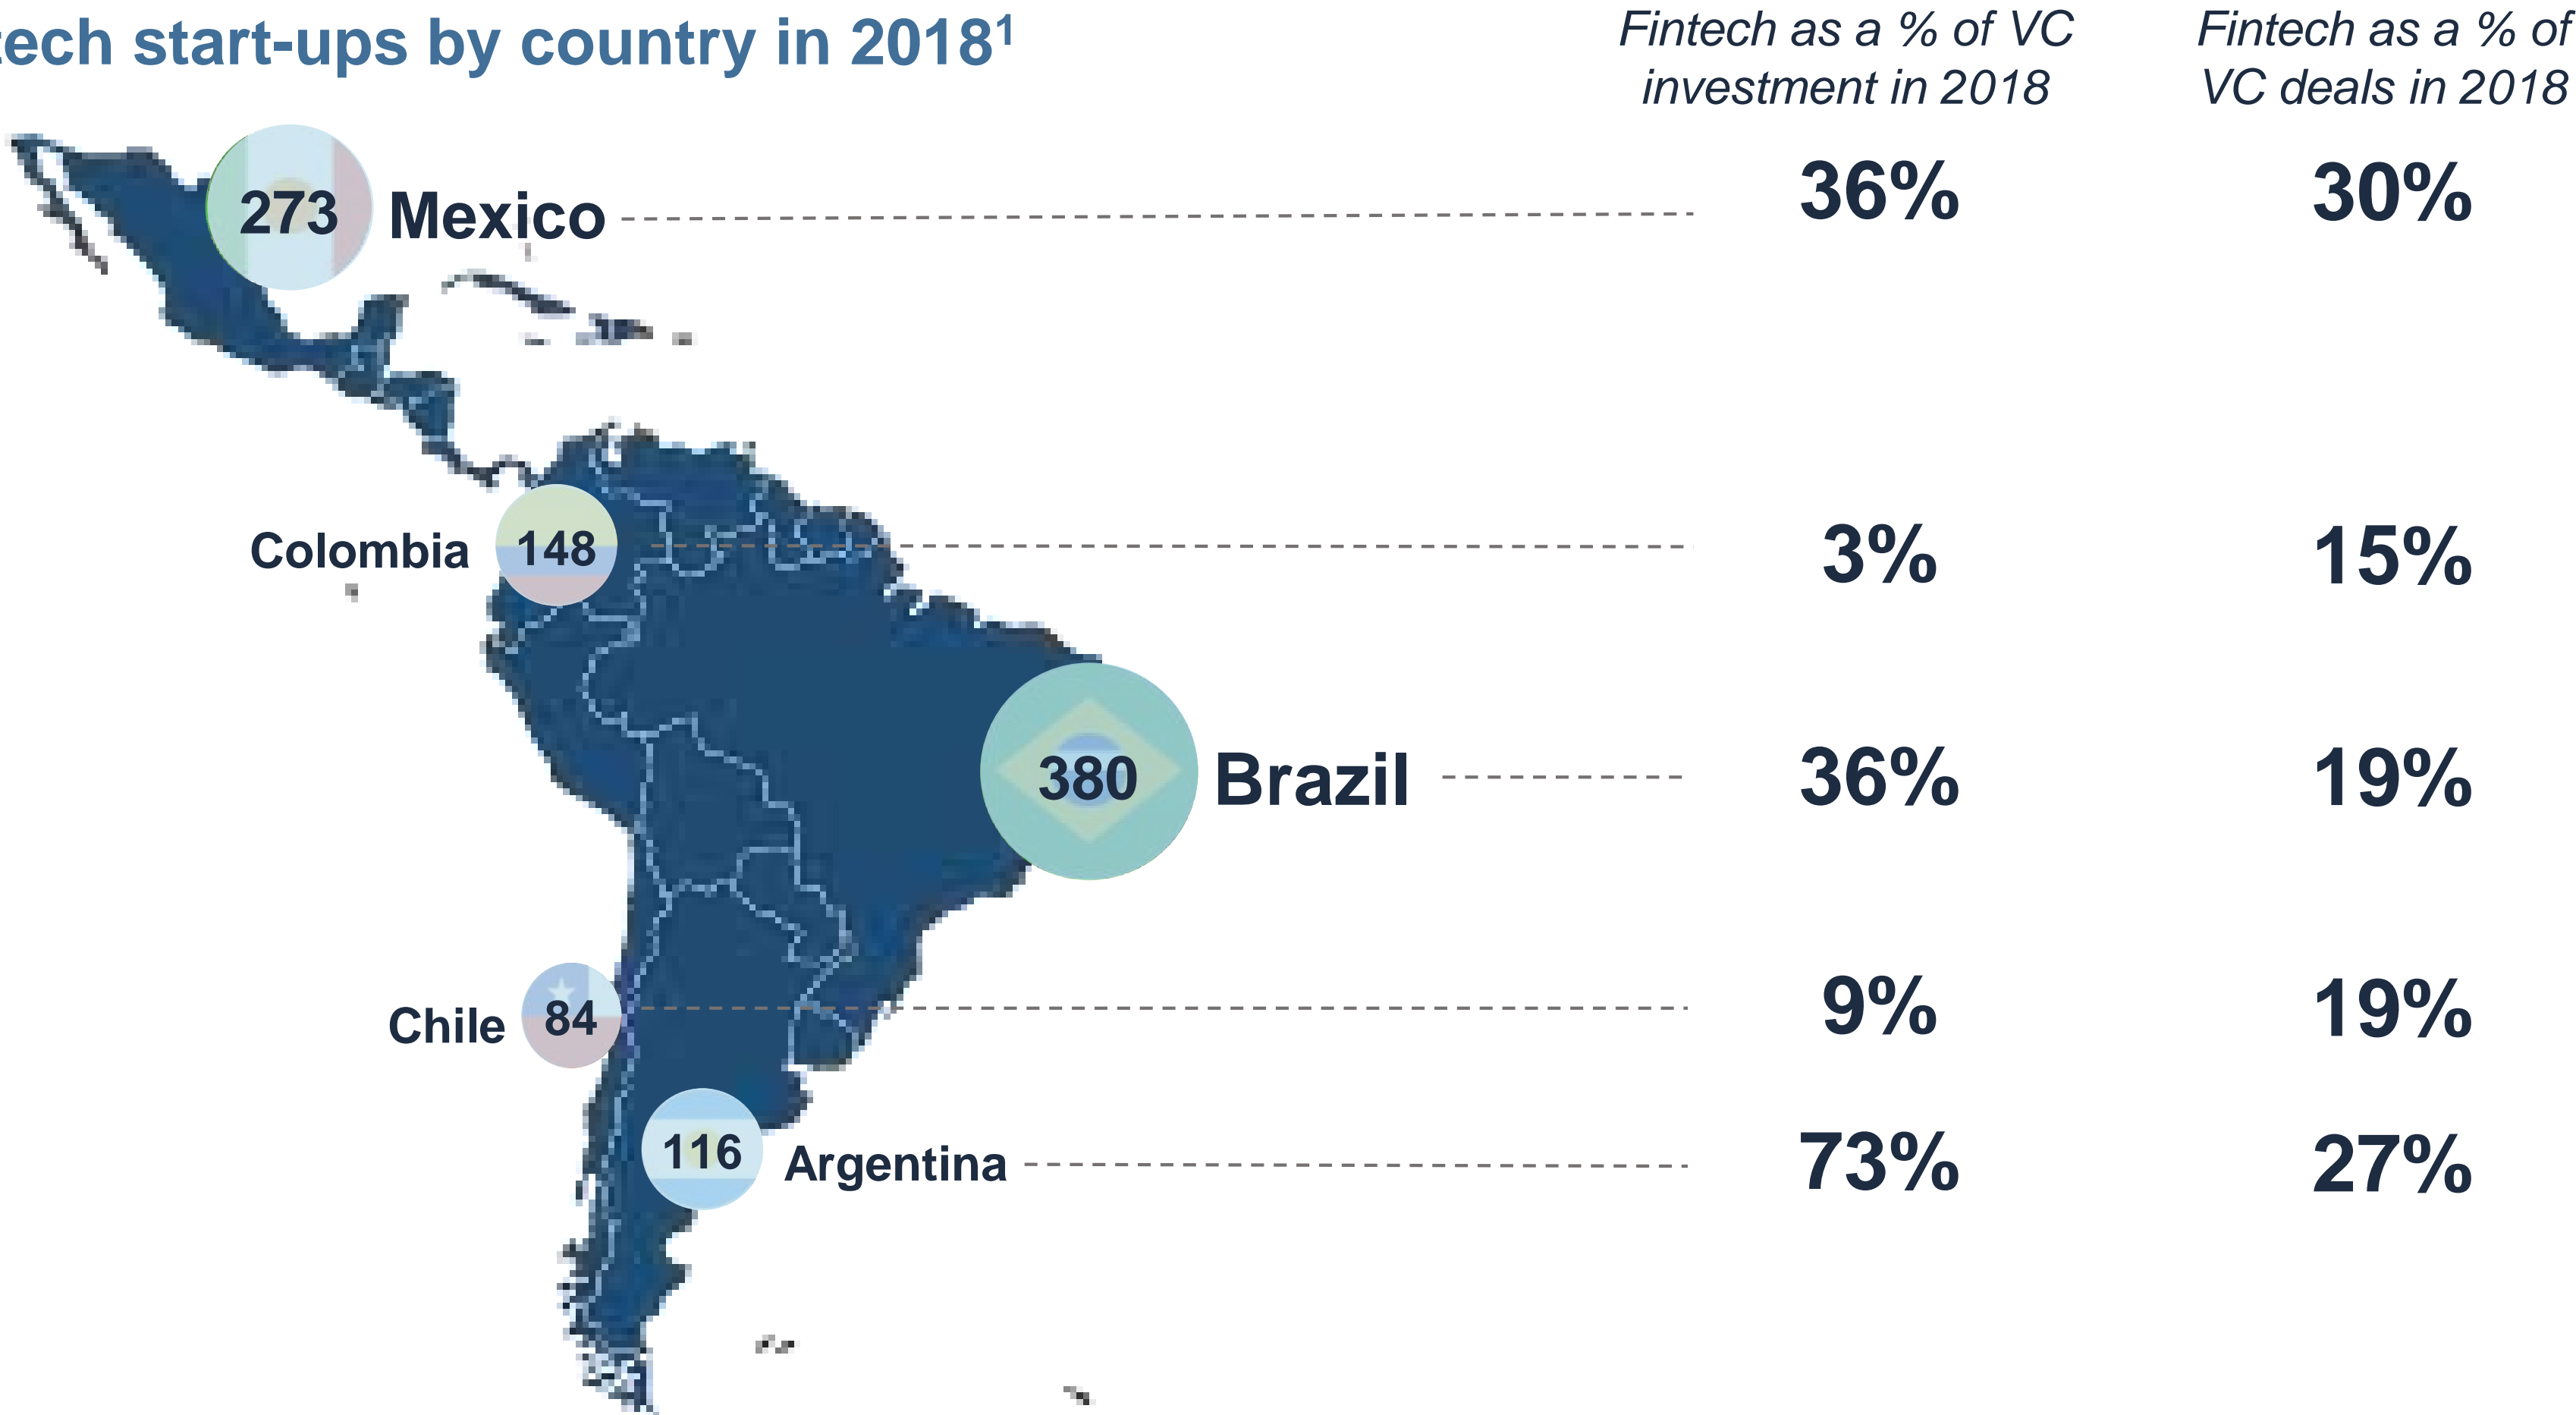 tech start-ups by country in 2018¹
Fintech as a % of VC
investment in 2018
Fintech as a % of
VC deals in 2018
273 Mexico 36% 30%
Colombia 148 3% 15%
380 Brazil 36% 19%
Chile 84 9% 19%
116 Argentina 73% 27%